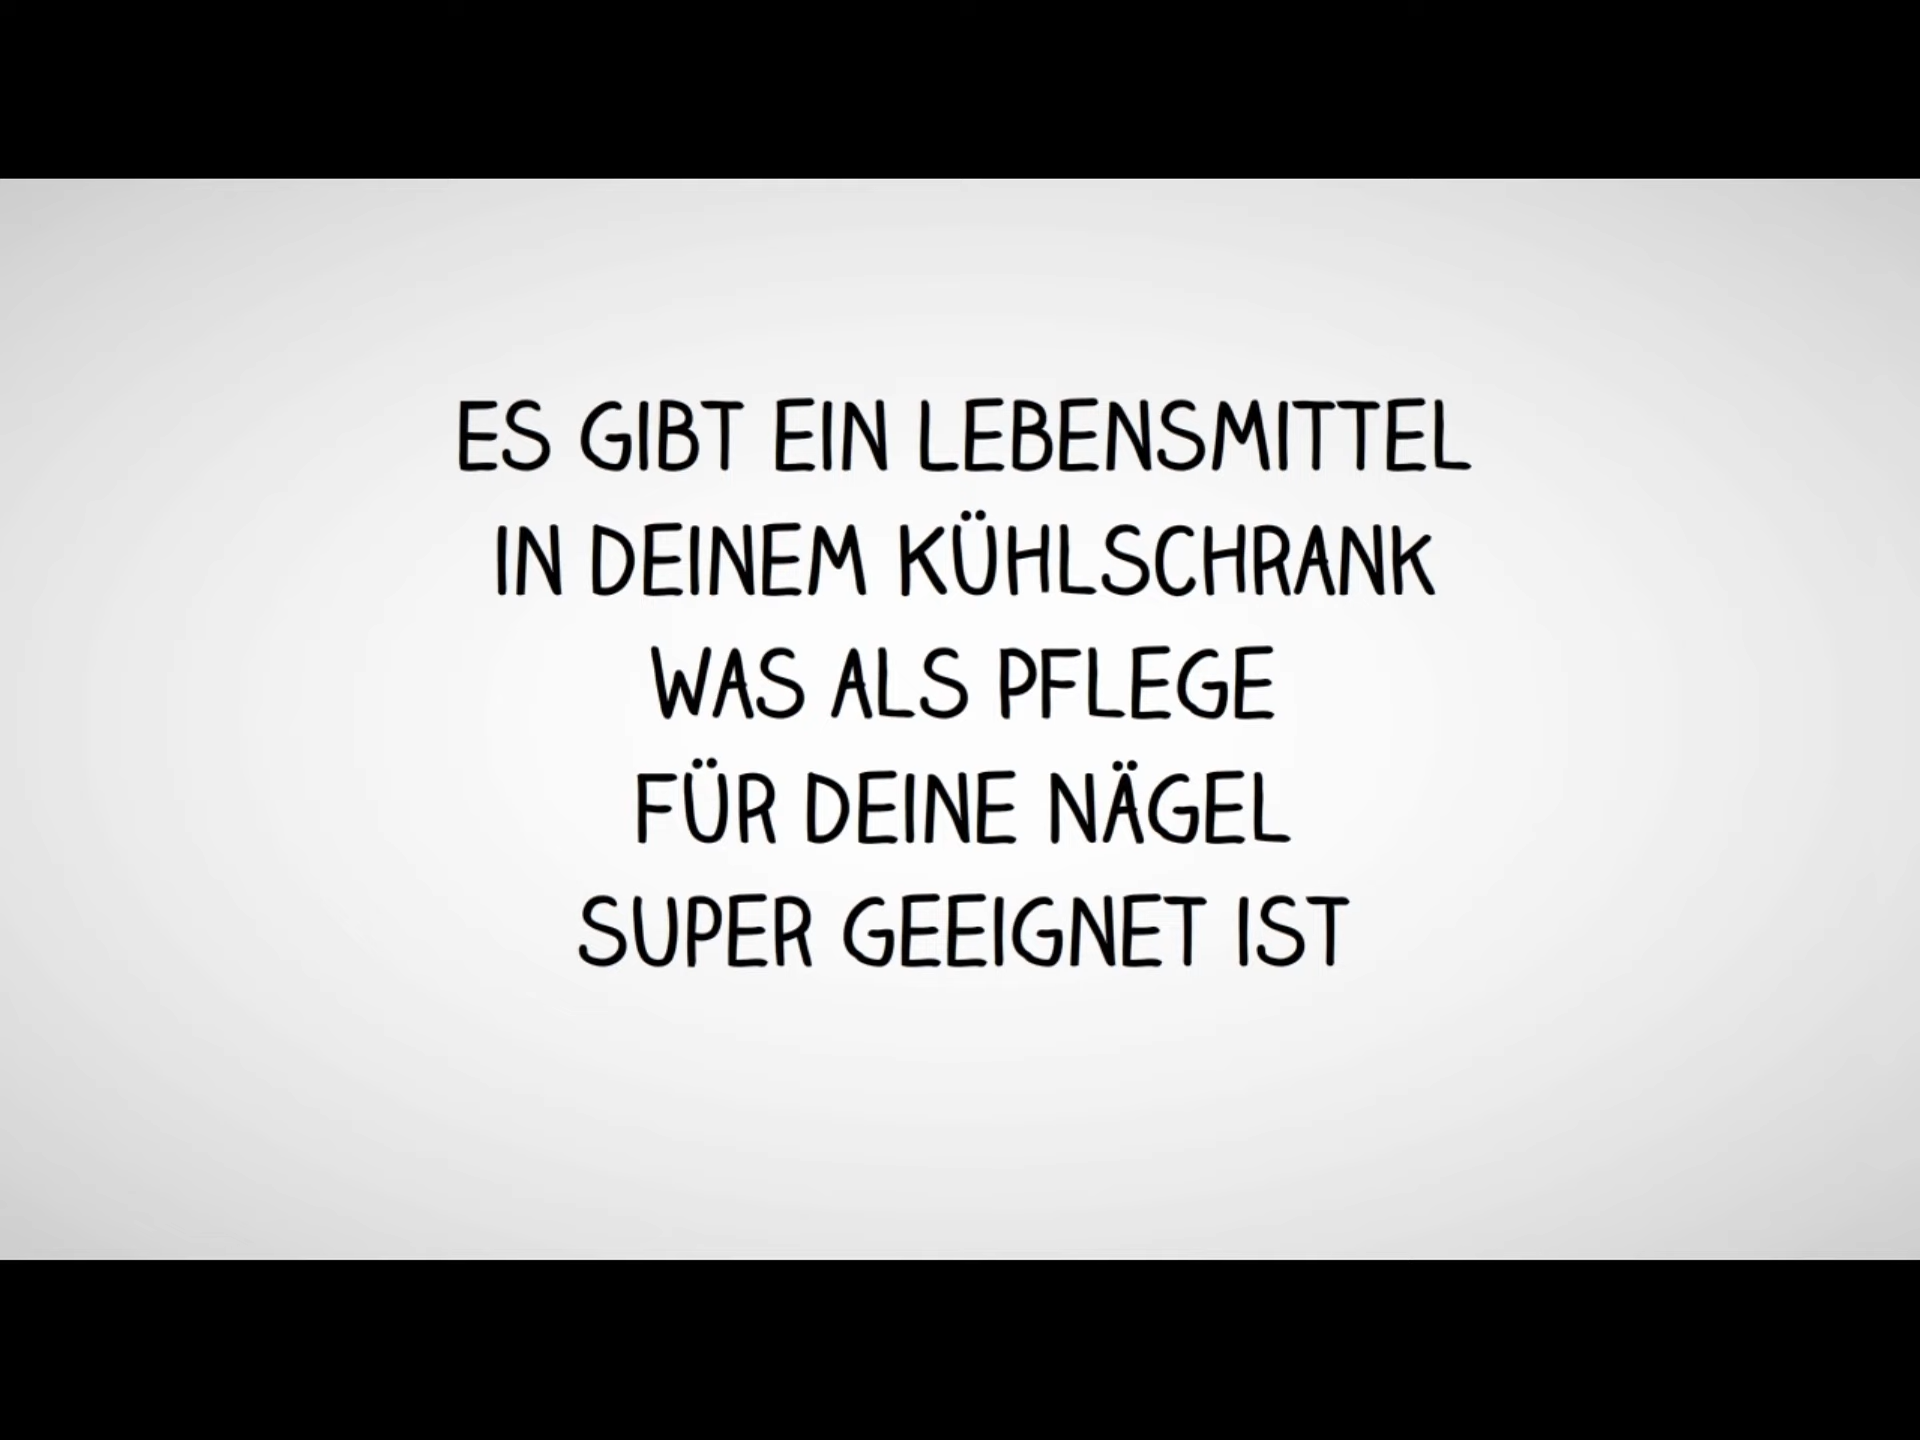 ES GIBT EIN LEBENSMITTEL
IN DEINEM KÜHLSCHRANK
WAS ALS PFLEGE
FÜR DEINE NÄGEL
SUPER GEEIGNET IST